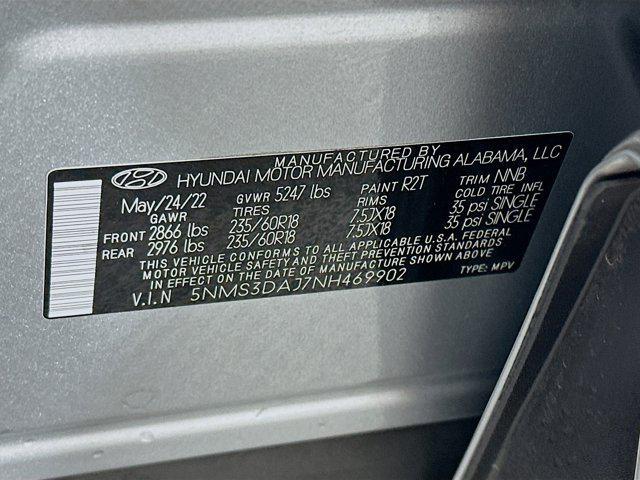 MANUFACTURED BY
HYUNDAI MOTOR MANUFACTURING ALABAMA, LLC
May/24/22 GVWR 5247 lbs PAINT R2T TRIM NNB
GAWR TIRES RIMS COLD TIRE INFL
FRONT 2866 lbs 235/60R18 7.5JX18 35 psi SINGLE
REAR 2976 lbs 235/60R18 7.5JX18 35 psi SINGLE
THIS VEHICLE CONFORMS TO ALL APPLICABLE U.S.A. FEDERAL
MOTOR VEHICLE SAFETY AND THEFT PREVENTION STANDARDS
IN EFFECT ON THE DATE OF MANUFACTURE SHOWN ABOVE
V.I.N 5NMS3DAJ7NH469902 TYPE: MPV